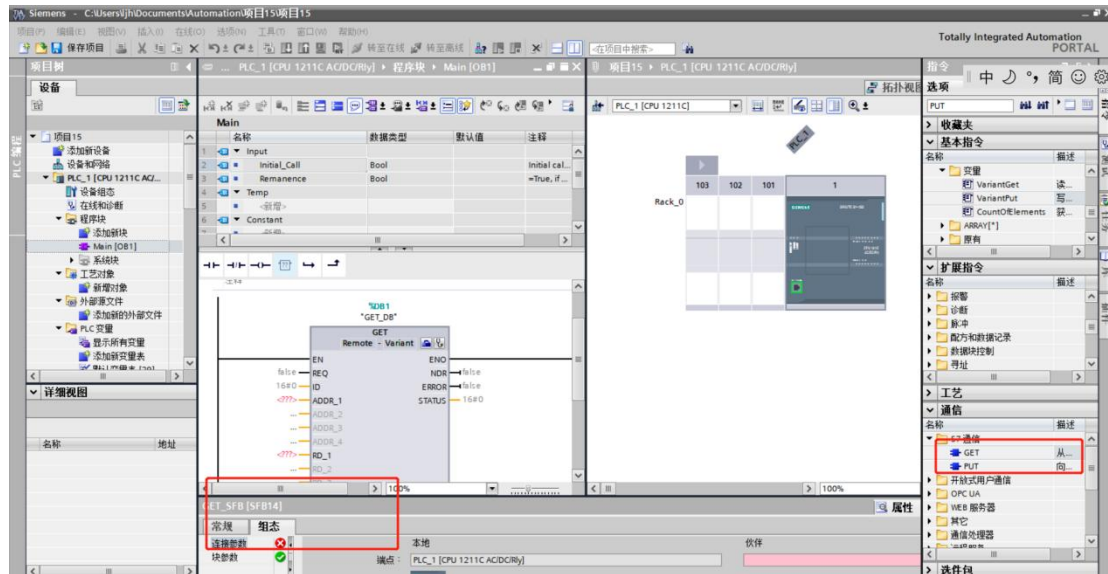 Siemens - C:\Users\ljh\Documents\Automation\项目15\项目15
项目(P) 编辑(E) 视图(V) 插入(I) 在线(O) 选项(N) 工具(T) 窗口(W) 帮助(H)
Totally Integrated Automation
PORTAL
保存项目 转至在线 转至离线 <在项目中搜索>
项目树
PLC_1 [CPU 1211C AC/DC/Rly] 程序块 Main [OB1]
项目15 PLC_1 [CPU 1211C AC/DC/Rly]
指令
中 简
设备
拓扑视图
选项
PLC 编程
项目15
添加新设备
设备和网络
PLC_1 [CPU 1211C AC/...
设备组态
在线和诊断
程序块
添加新块
Main [OB1]
系统块
工艺对象
新增对象
外部源文件
添加新的外部文件
PLC 变量
显示所有变量
添加新变量表
详细视图
名称 地址
Main
名称 数据类型 默认值 注释
1 Input
2 Initial_Call Bool Initial cal...
3 Remanence Bool =True, if ...
4 Temp
5 <新增>
6 Constant
注释
%DB1
"GET_DB"
GET
Remote - Variant
EN ENO
false REQ NDR false
16#0 ID ERROR false
<???> ADDR_1 STATUS 16#0
... ADDR_2
... ADDR_3
... ADDR_4
<???> RD_1
... RD_2
100%
GET_SFB [SFB14]
属性
常规 组态
连接参数
块参数
本地 伙伴
端点： PLC_1 [CPU 1211C AC/DC/Rly]
PLC_1 [CPU 1211C]
PLC_1
103 102 101 1
Rack_0
SIEMENS
100%
PUT
收藏夹
基本指令
名称 描述
变量
VariantGet 读...
VariantPut 写...
CountOfElements 获...
ARRAY[*]
原有
扩展指令
名称 描述
报警
诊断
脉冲
配方和数据记录
数据块控制
寻址
工艺
通信
名称 描述
S7 通信
GET 从...
PUT 向...
开放式用户通信
OPC UA
WEB 服务器
其它
通信处理器
选件包